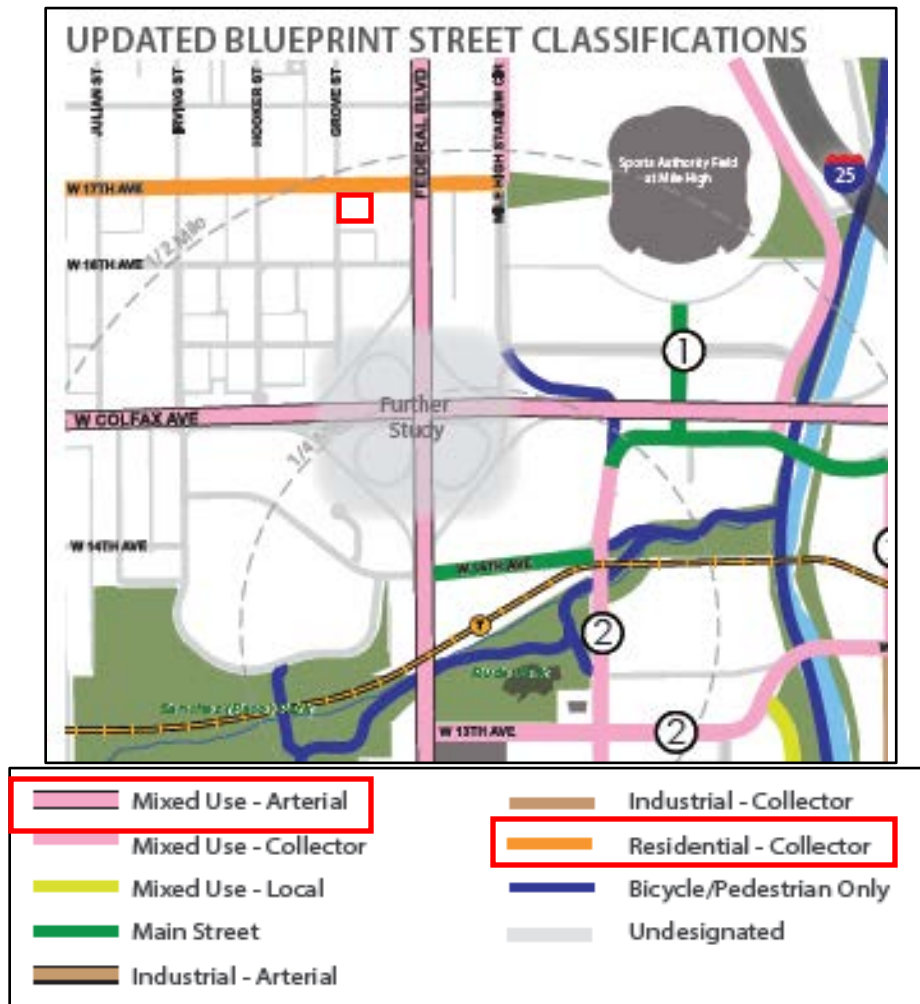 UPDATED BLUEPRINT STREET CLASSIFICATIONS
JULIAN ST
IRVING ST
HOOKER ST
GROVE ST
FEDERAL BLVD
MILE HIGH STADIUM CIR
Sports Authority Field
at Mile High
25
W 17TH AVE
1/2 Mile
W 16TH AVE
1
W COLFAX AVE
Further
Study
1/4
W 14TH AVE
W 14TH AVE
T
2
W 13TH AVE
2
Mixed Use - Arterial
Mixed Use - Collector
Mixed Use - Local
Main Street
Industrial - Arterial
Industrial - Collector
Residential - Collector
Bicycle/Pedestrian Only
Undesignated